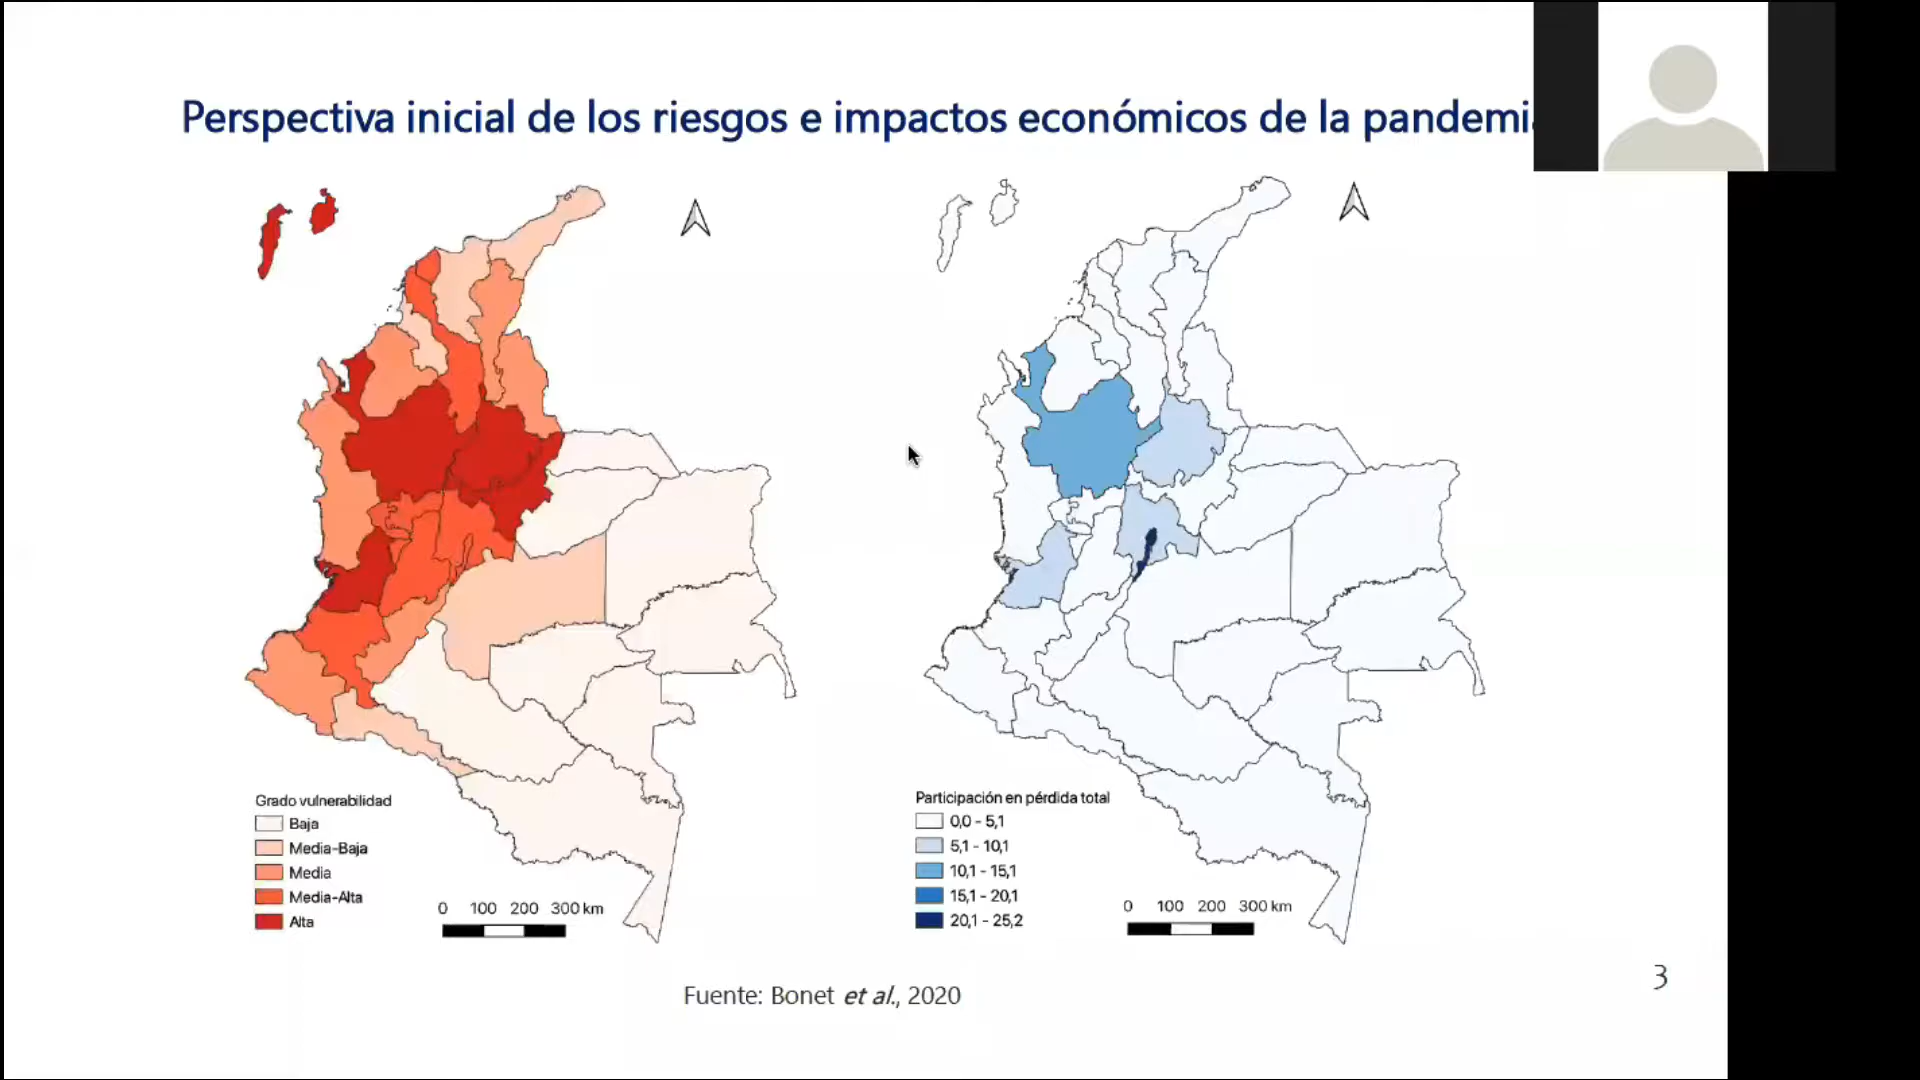 Perspectiva inicial de los riesgos e impactos económicos de la pandemi
Grado vulnerabilidad
Baja
Media-Baja
Media
Media-Alta
Alta
0 100 200 300 km
Participación en pérdida total
0,0 - 5,1
5,1 - 10,1
10,1 - 15,1
15,1 - 20,1
20,1 - 25,2
0 100 200 300 km
Fuente: Bonet et al., 2020
3